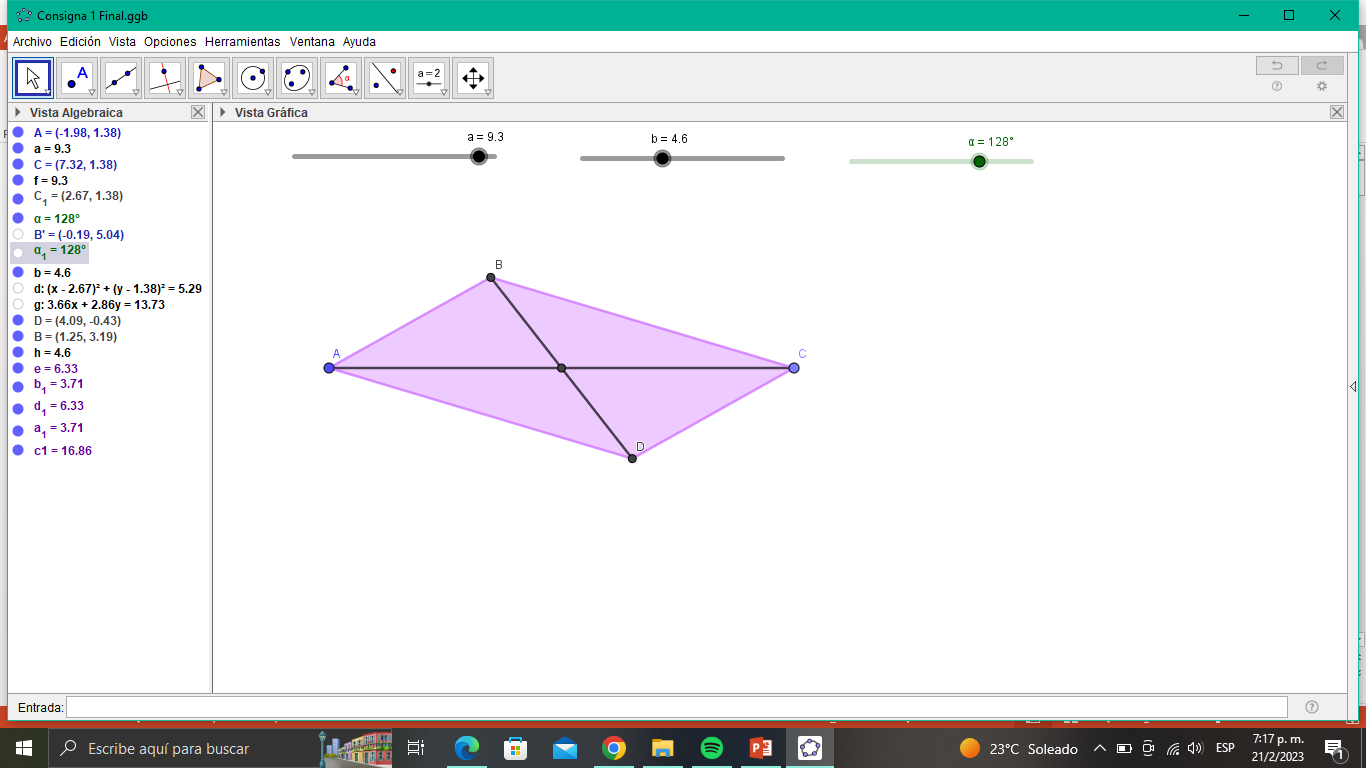 Consigna 1 Final.ggb
Archivo Edición Vista Opciones Herramientas Ventana Ayuda
A
α
a = 2
Vista Algebraica
Vista Gráfica
A = (-1.98, 1.38)
a = 9.3
C = (7.32, 1.38)
f = 9.3
C₁ = (2.67, 1.38)
α = 128°
B' = (-0.19, 5.04)
α₁ = 128°
b = 4.6
d: (x - 2.67)² + (y - 1.38)² = 5.29
g: 3.66x + 2.86y = 13.73
D = (4.09, -0.43)
B = (1.25, 3.19)
h = 4.6
e = 6.33
b₁ = 3.71
d₁ = 6.33
a₁ = 3.71
c1 = 16.86
a = 9.3
b = 4.6
α = 128°
B
A
C
D
Entrada:
Escribe aquí para buscar
23°C Soleado
ESP
7:17 p. m.
21/2/2023
1